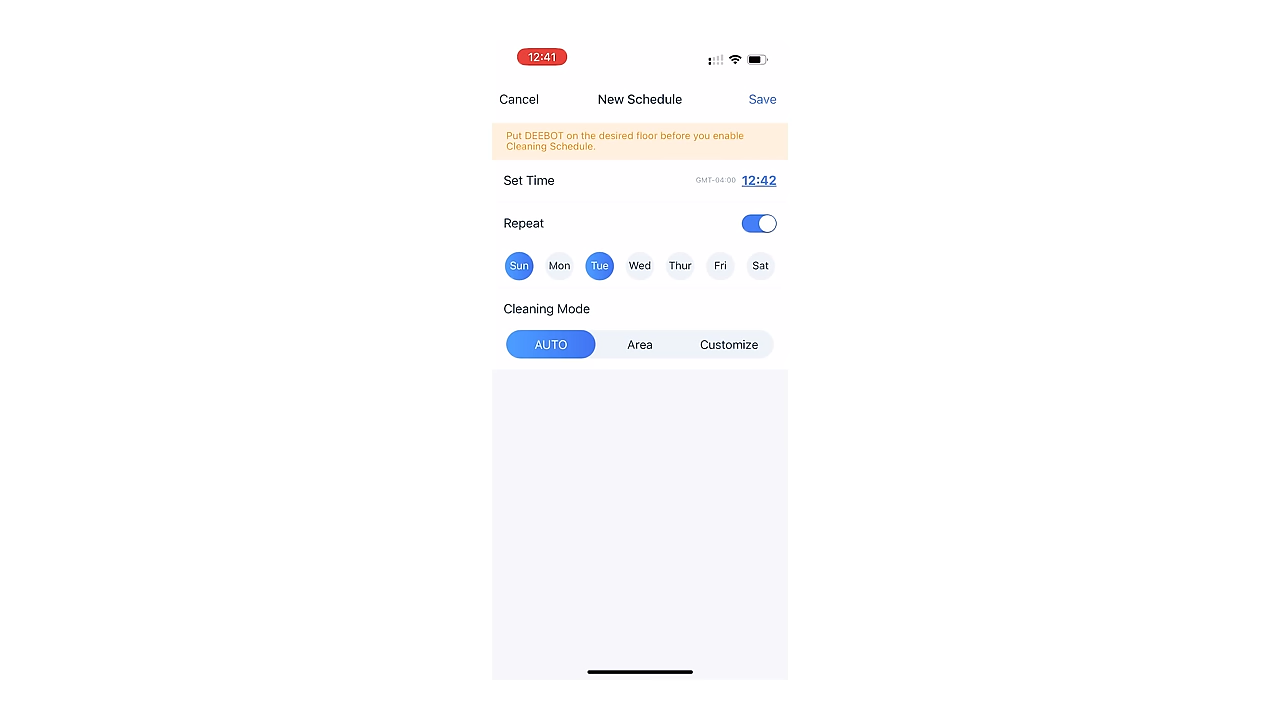 12:41
Cancel New Schedule Save
Put DEEBOT on the desired floor before you enable
Cleaning Schedule.
Set Time GMT-04:00 12:42
Repeat
Sun Mon Tue Wed Thur Fri Sat
Cleaning Mode
AUTO Area Customize